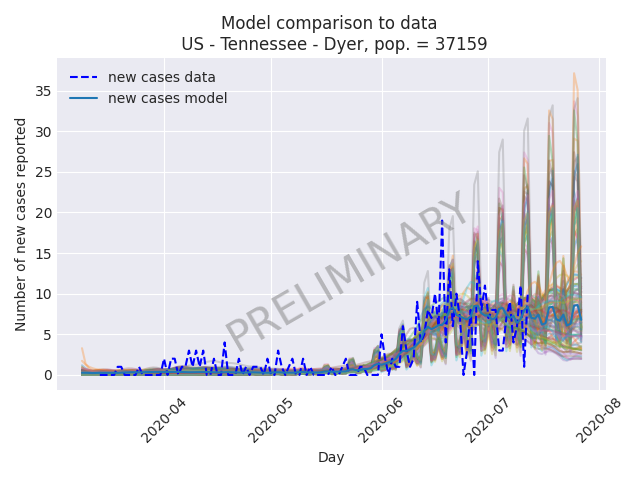 Model comparison to data
US - Tennessee - Dyer, pop. = 37159
new cases data
new cases model
PRELIMINARY
Number of new cases reported
35
30
25
20
15
10
5
0
2020-04
2020-05
2020-06
2020-07
2020-08
Day